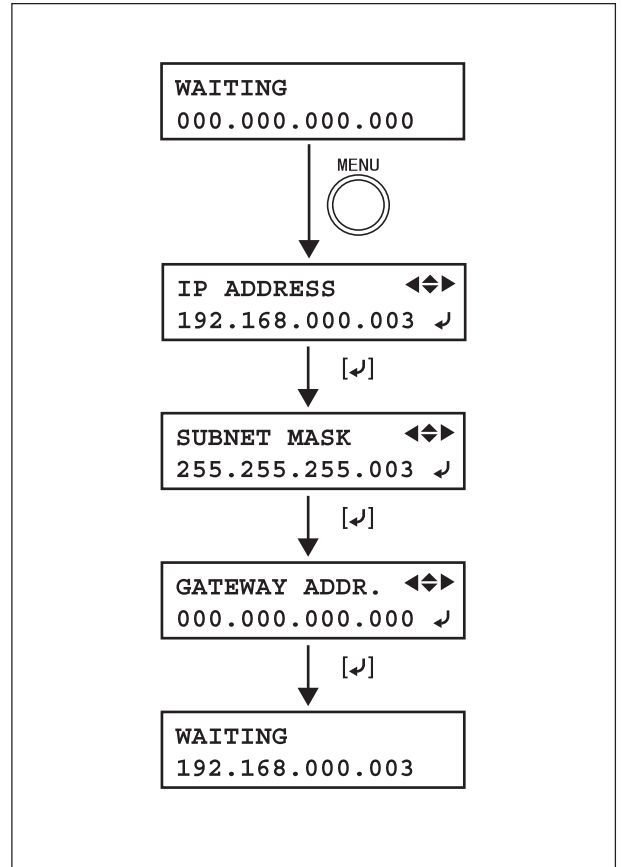 WAITING
000.000.000.000
MENU
IP ADDRESS ◀◆▶
192.168.000.003 ↵
[↵]
SUBNET MASK ◀◆▶
255.255.255.003 ↵
[↵]
GATEWAY ADDR. ◀◆▶
000.000.000.000 ↵
[↵]
WAITING
192.168.000.003